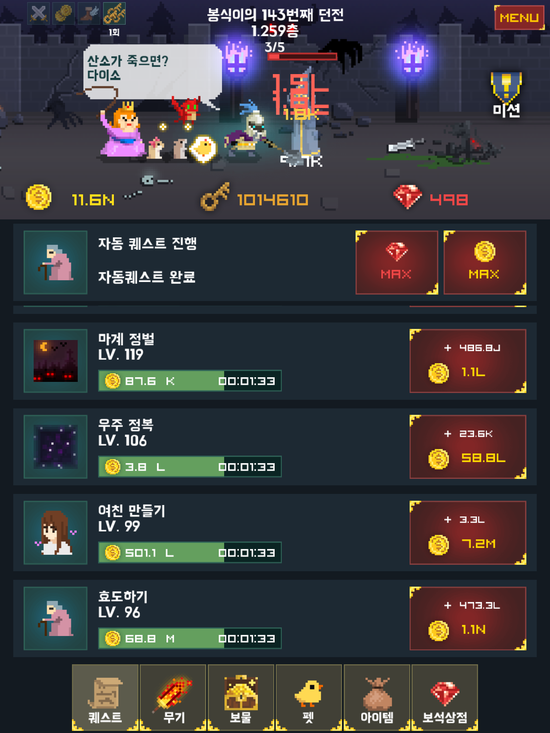 봉식이의 143번째 던전
1.259층
3/5
MENU
1회
산소가 죽으면?
다이소
미션
11.6N
1014610
498
자동 퀘스트 진행
자동퀘스트 완료
MAX
MAX
마계 정벌
LV. 119
87.6 K
00:01:33
+ 486.8J
1.1L
우주 정복
LV. 106
3.8 L
00:01:33
+ 23.6K
58.8L
여친 만들기
LV. 99
501.1 L
00:01:33
+ 3.3L
7.2M
효도하기
LV. 96
68.8 M
00:01:33
+ 473.3L
1.1N
퀘스트
무기
보물
펫
아이템
보석상점